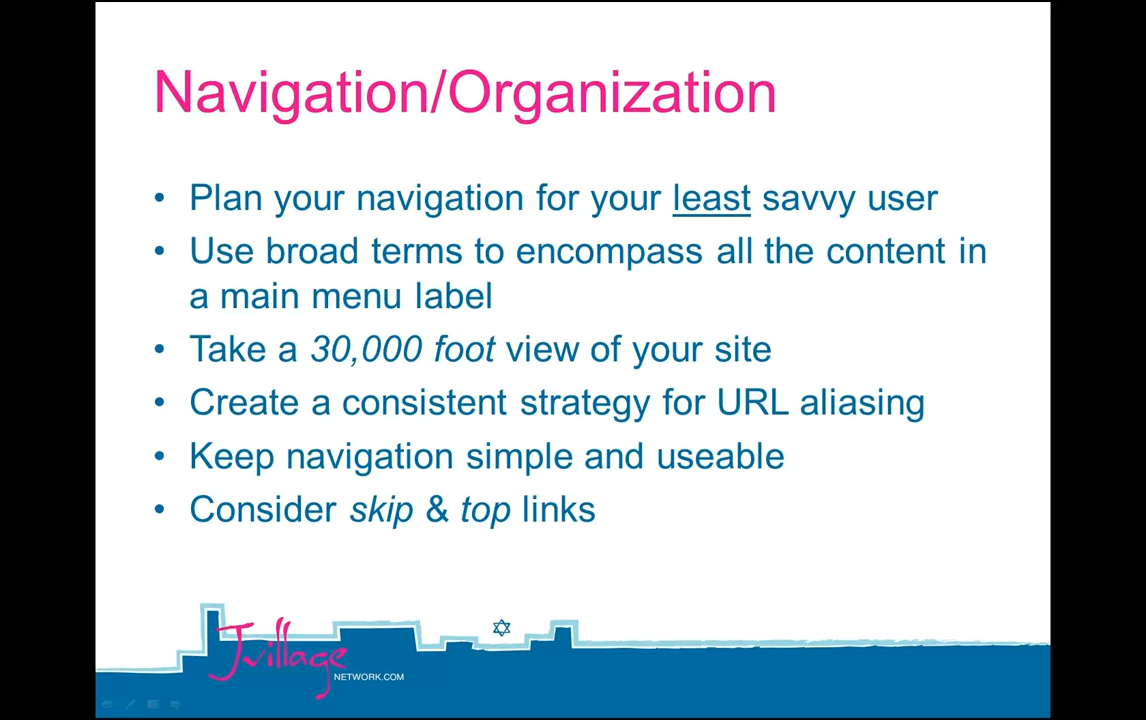 Navigation/Organization
• Plan your navigation for your least savvy user
• Use broad terms to encompass all the content in
a main menu label
• Take a 30,000 foot view of your site
• Create a consistent strategy for URL aliasing
• Keep navigation simple and useable
• Consider skip & top links
Jvillage
NETWORK.COM